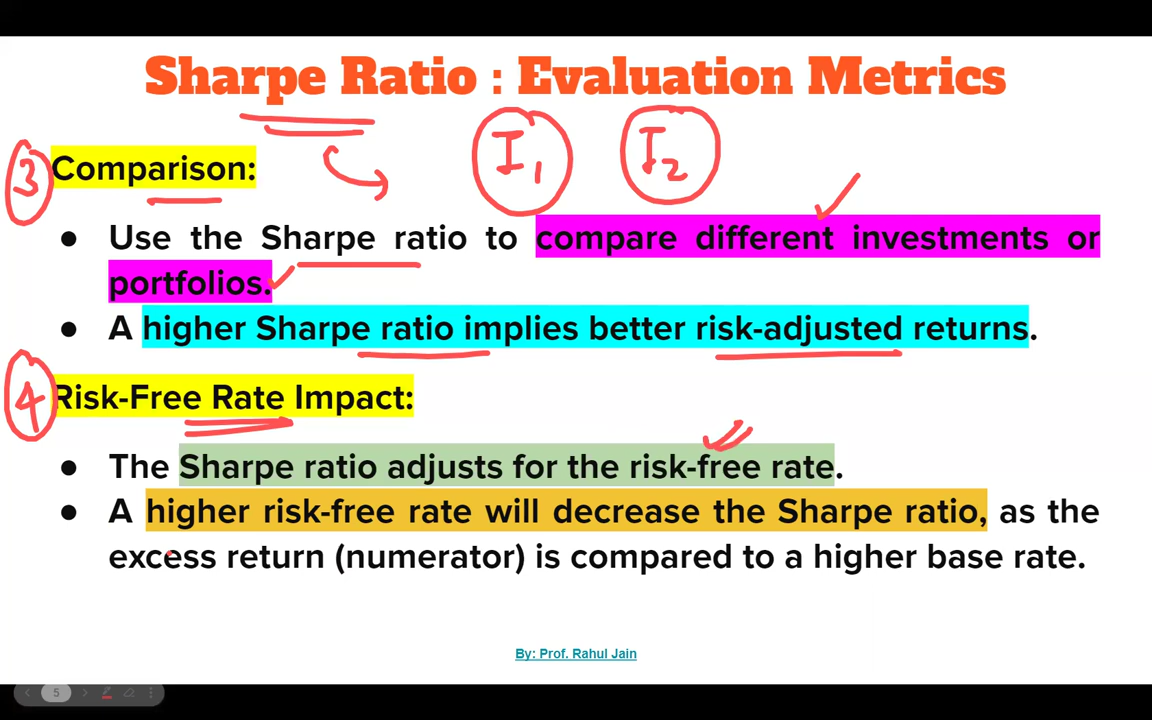 Sharpe Ratio : Evaluation Metrics
I1 I2
3 Comparison:
● Use the Sharpe ratio to compare different investments or
portfolios.
● A higher Sharpe ratio implies better risk-adjusted returns.
4 Risk-Free Rate Impact:
● The Sharpe ratio adjusts for the risk-free rate.
● A higher risk-free rate will decrease the Sharpe ratio, as the
excess return (numerator) is compared to a higher base rate.
By: Prof. Rahul Jain
5